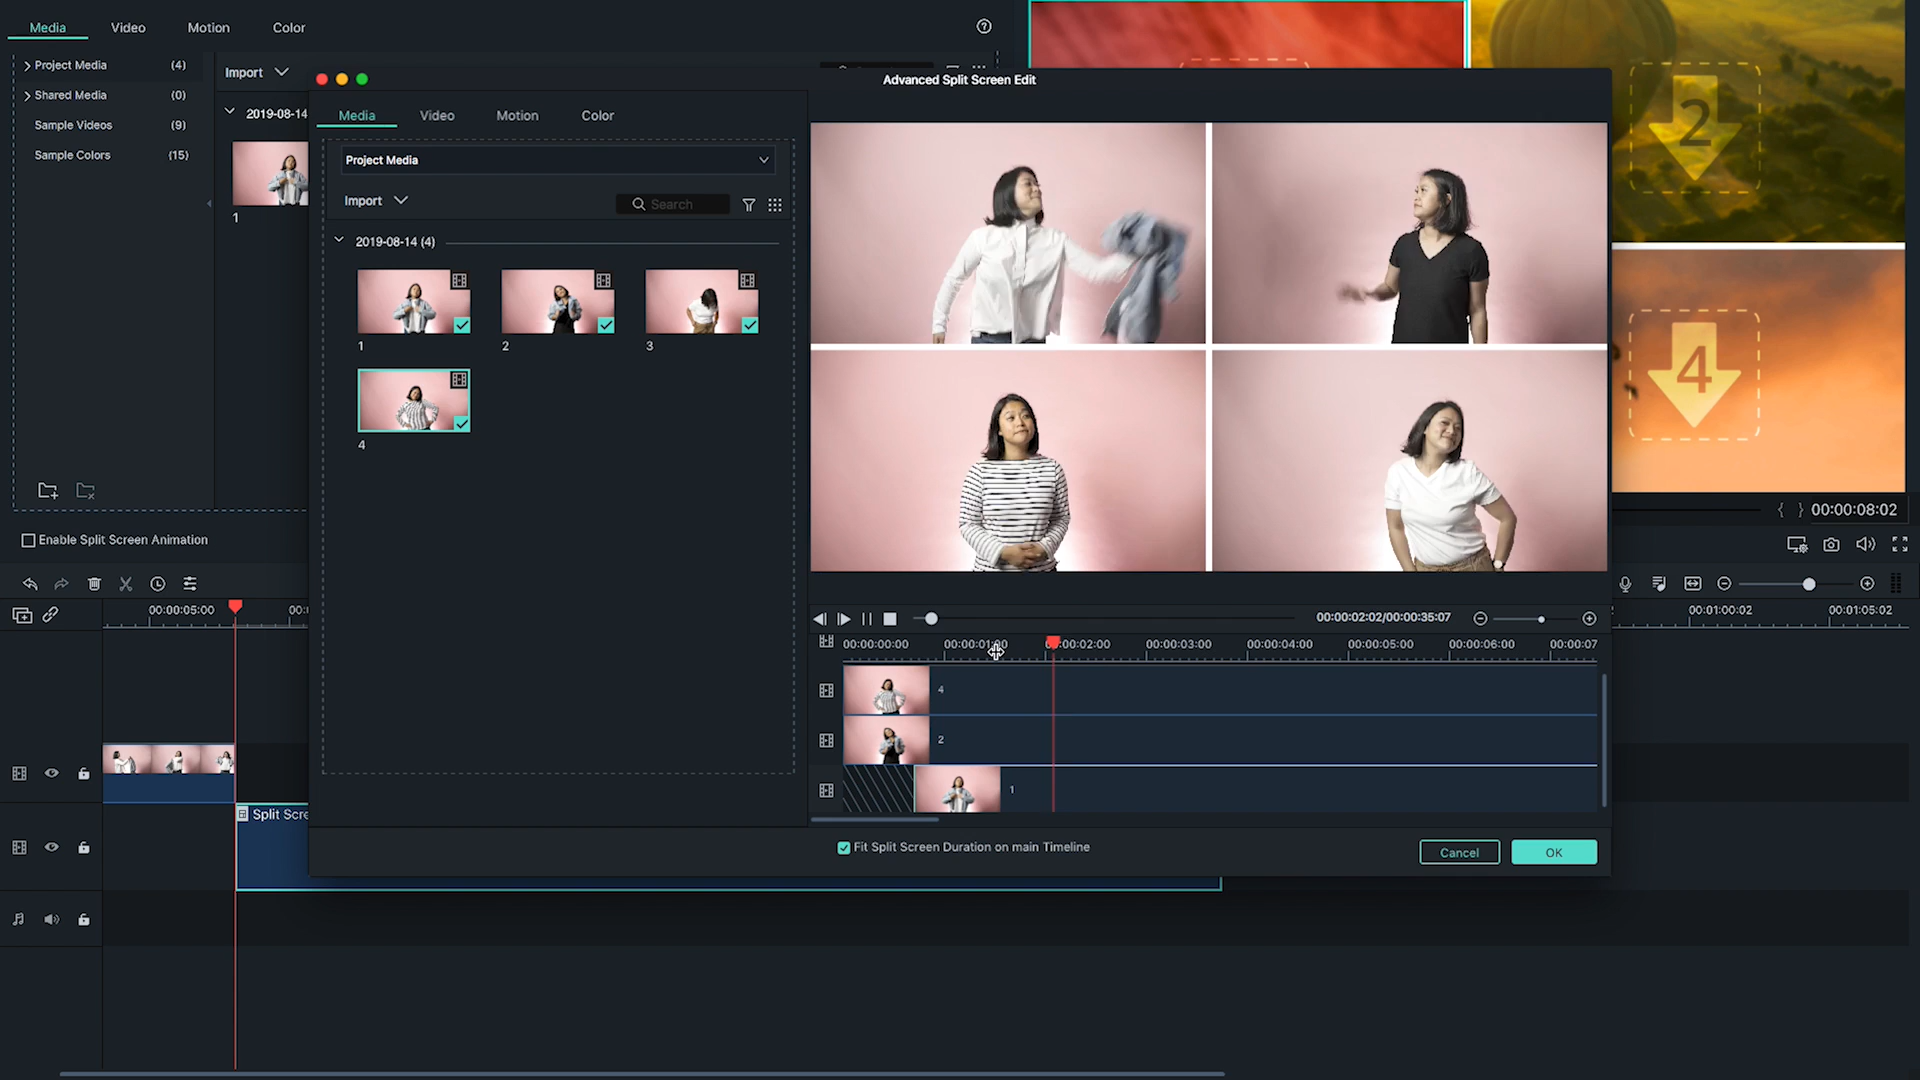 Media Video Motion Color
Project Media (4)
Shared Media (0)
Sample Videos (9)
Sample Colors (15)
Import
2019-08-14
1
Enable Split Screen Animation
00:00:05:00
Split Scre
Advanced Split Screen Edit
Media Video Motion Color
Project Media
Import
Search
2019-08-14 (4)
1
2
3
4
00:00:02:02/00:00:35:07
00:00:00:00 00:00:01:00 00:00:02:00 00:00:03:00 00:00:04:00 00:00:05:00 00:00:06:00 00:00:07
4
2
1
Fit Split Screen Duration on main Timeline
Cancel
OK
2
4
{ } 00:00:08:02
00:01:00:02 00:01:05:02